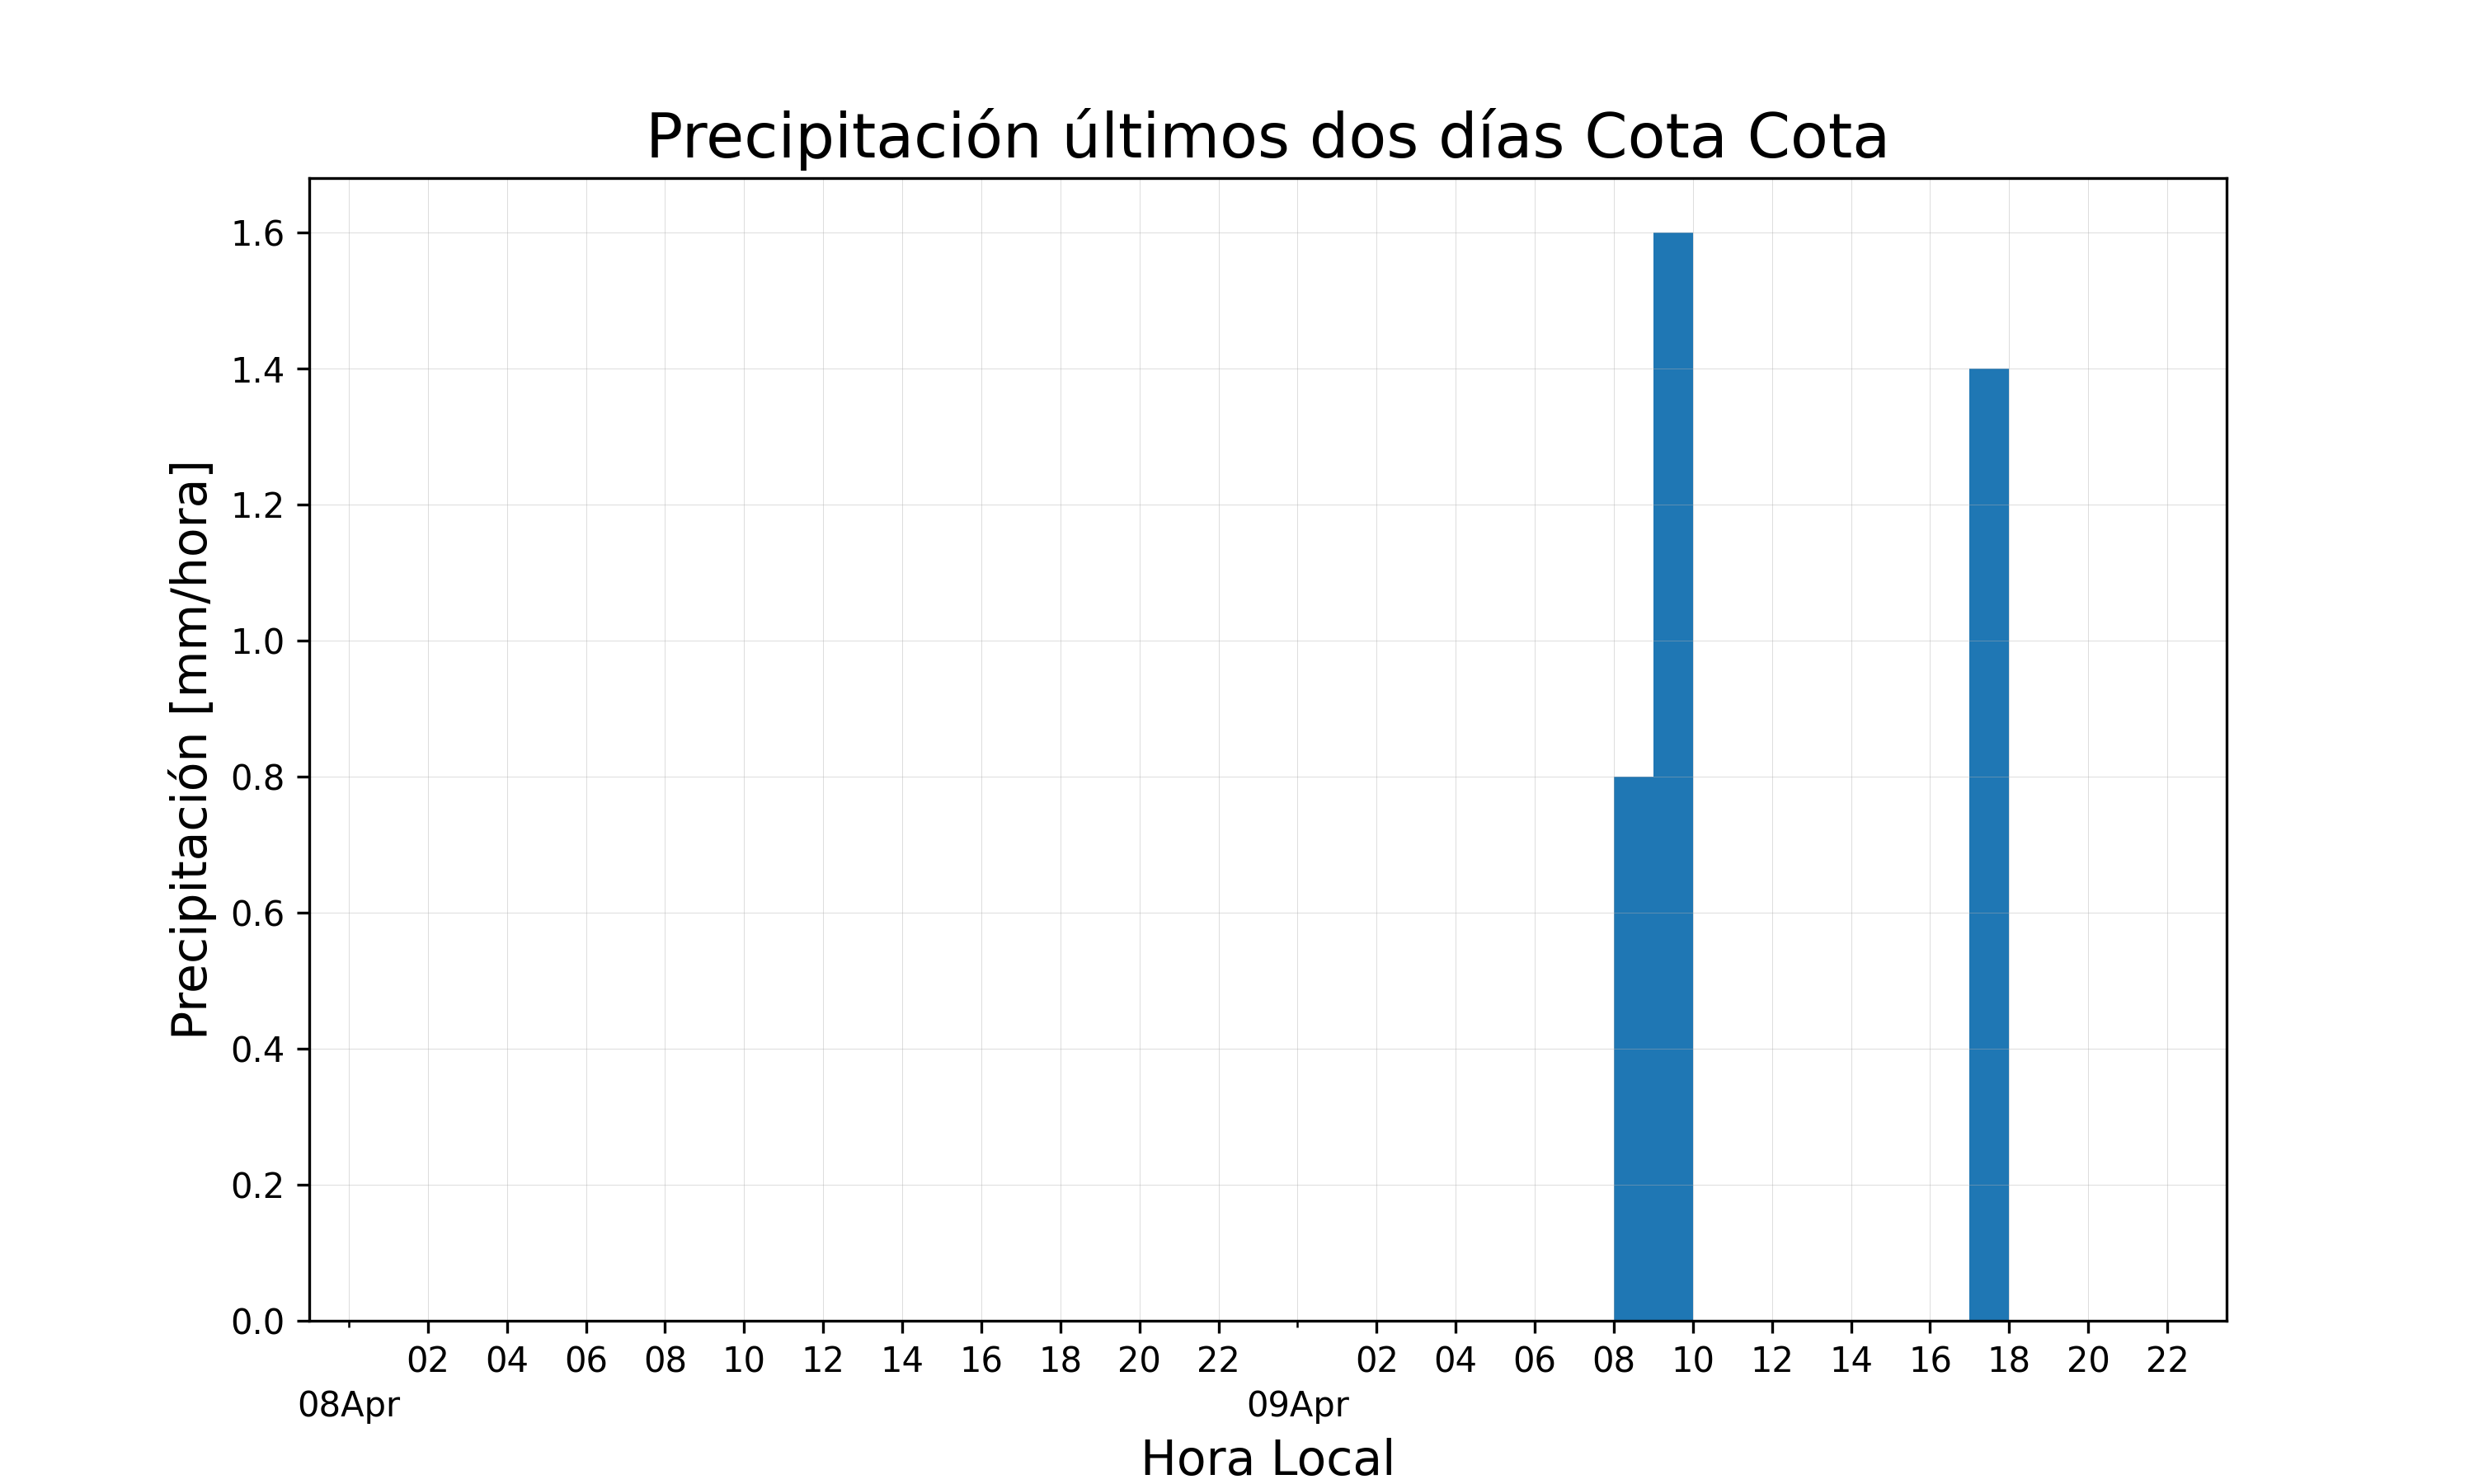 Precipitación últimos dos días Cota Cota
Precipitación [mm/hora]
1.6
1.4
1.2
1.0
0.8
0.6
0.4
0.2
0.0
02 04 06 08 10 12 14 16 18 20 22 02 04 06 08 10 12 14 16 18 20 22
08Apr 09Apr
Hora Local